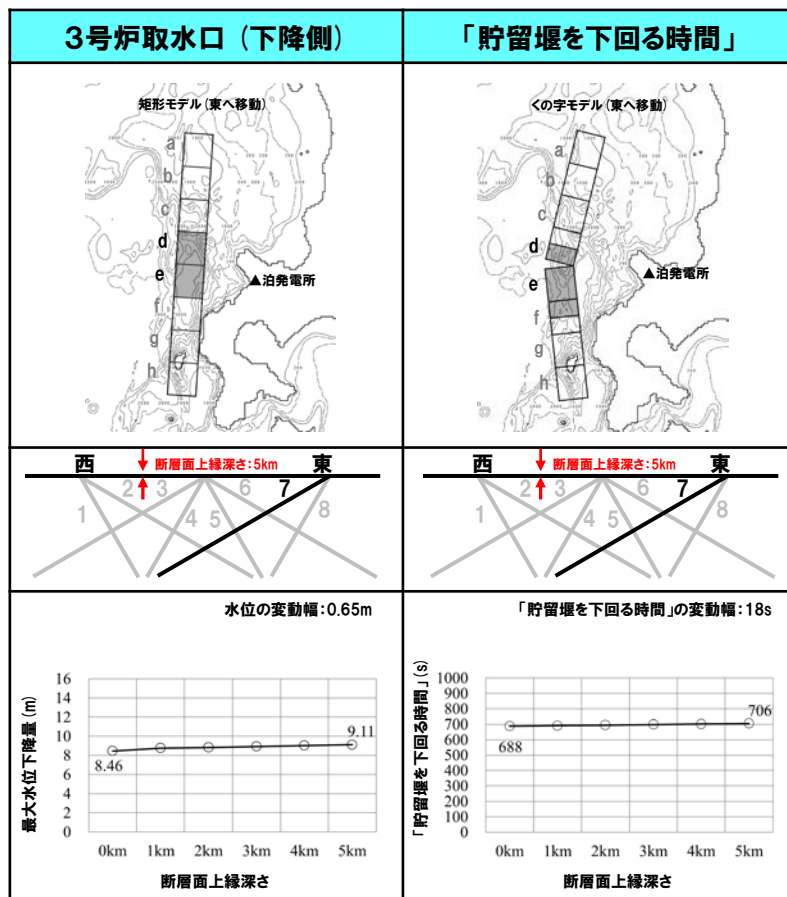 3号炉取水口(下降側)
「貯留堰を下回る時間」
矩形モデル(東へ移動)
a
b
c
d
e
f
g
h
▲泊発電所
くの字モデル(東へ移動)
a
b
c
d
e
f
g
h
▲泊発電所
西
断層面上縁深さ:5km
東
1
2
3
4
5
6
7
8
西
断層面上縁深さ:5km
東
1
2
3
4
5
6
7
8
水位の変動幅:0.65m
最大水位下降量(m)
16
14
12
10
8
6
4
2
0
8.46
9.11
0km 1km 2km 3km 4km 5km
断層面上縁深さ
「貯留堰を下回る時間」の変動幅:18s
「貯留堰を下回る時間」(s)
1000
900
800
700
600
500
400
300
200
100
0
688
706
0km 1km 2km 3km 4km 5km
断層面上縁深さ